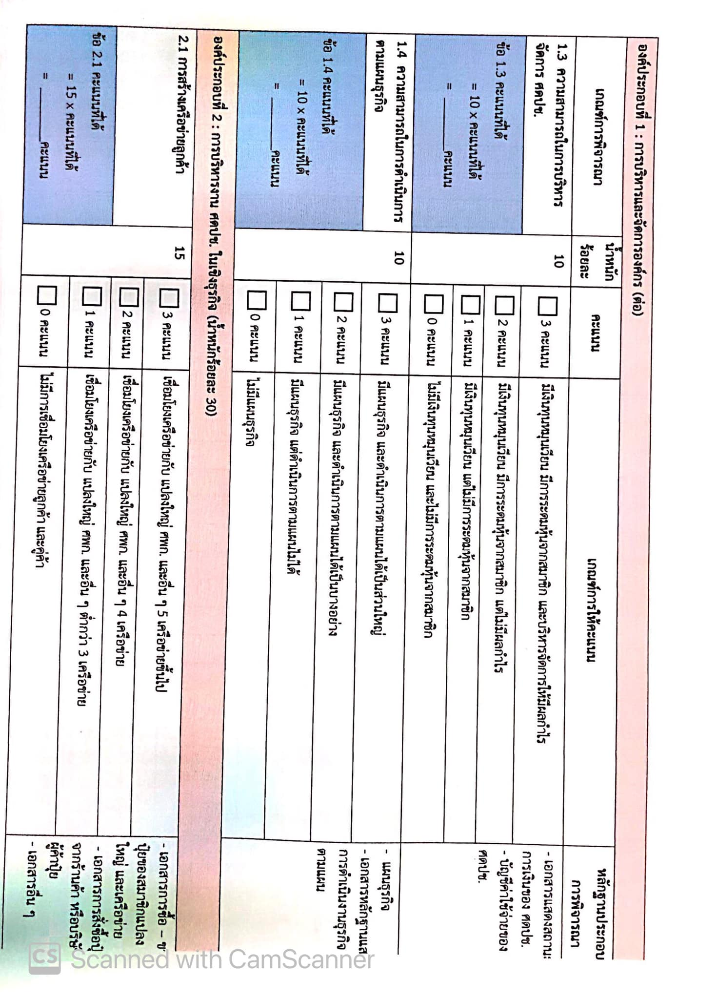 องค์ประกอบที่ 1 : การบริหารและจัดการองค์กร (ต่อ)
เกณฑ์การพิจารณา
น้ำหนัก
ร้อยละ
คะแนน
เกณฑ์การให้คะแนน
หลักฐานประกอบ
การพิจารณา
1.3 ความสามารถในการบริหาร
จัดการ ศดปช.
ข้อ 1.3 คะแนนที่ได้
= 10 x คะแนนที่ได้
= ________คะแนน
10
3 คะแนน มีเงินทุนหมุนเวียน มีการระดมหุ้นจากสมาชิก และบริหารจัดการให้มีผลกำไร
2 คะแนน มีเงินทุนหมุนเวียน มีการระดมหุ้นจากสมาชิก แต่ไม่มีผลกำไร
1 คะแนน มีเงินทุนหมุนเวียน แต่ไม่มีการระดมหุ้นจากสมาชิก
0 คะแนน ไม่มีเงินทุนหมุนเวียน และไม่มีการระดมหุ้นจากสมาชิก
- เอกสารแสดงสถานะ
การเงินของ ศดปช.
- บัญชีค่าใช้จ่ายของ
ศดปช.
1.4 ความสามารถในการดำเนินการ
ตามแผนธุรกิจ
ข้อ 1.4 คะแนนที่ได้
= 10 x คะแนนที่ได้
= ________คะแนน
10
3 คะแนน มีแผนธุรกิจ และดำเนินการตามแผนได้เป็นส่วนใหญ่
2 คะแนน มีแผนธุรกิจ และดำเนินการตามแผนได้เป็นบางอย่าง
1 คะแนน มีแผนธุรกิจ แต่ดำเนินการตามแผนไม่ได้
0 คะแนน ไม่มีแผนธุรกิจ
- แผนธุรกิจ
- เอกสารหลักฐานแส
การดำเนินงานธุรกิจ
ตามแผน
องค์ประกอบที่ 2 : การบริหารงาน ศดปช. ในเชิงธุรกิจ (น้ำหนักร้อยละ 30)
2.1 การสร้างเครือข่ายลูกค้า
ข้อ 2.1 คะแนนที่ได้
= 15 x คะแนนที่ได้
= ________คะแนน
15
3 คะแนน เชื่อมโยงเครือข่ายกับ แปลงใหญ่ ศพก. และอื่น ๆ 5 เครือข่ายขึ้นไป
2 คะแนน เชื่อมโยงเครือข่ายกับ แปลงใหญ่ ศพก. และอื่น ๆ 4 เครือข่าย
1 คะแนน เชื่อมโยงเครือข่ายกับ แปลงใหญ่ ศพก. และอื่น ๆ ต่ำกว่า 3 เครือข่าย
0 คะแนน ไม่มีการเชื่อมโยงเครือข่ายลูกค้า และคู่ค้า
- เอกสารการซื้อ – ข
ปุ๋ยของสมาชิกแปลง
ใหญ่ และเครือข่าย
- เอกสารการสั่งซื้อปุ๋
จากร้านค้า หรือบริษั
ผู้ค้าปุ๋ย
- เอกสารอื่น ๆ
CS Scanned with CamScanner